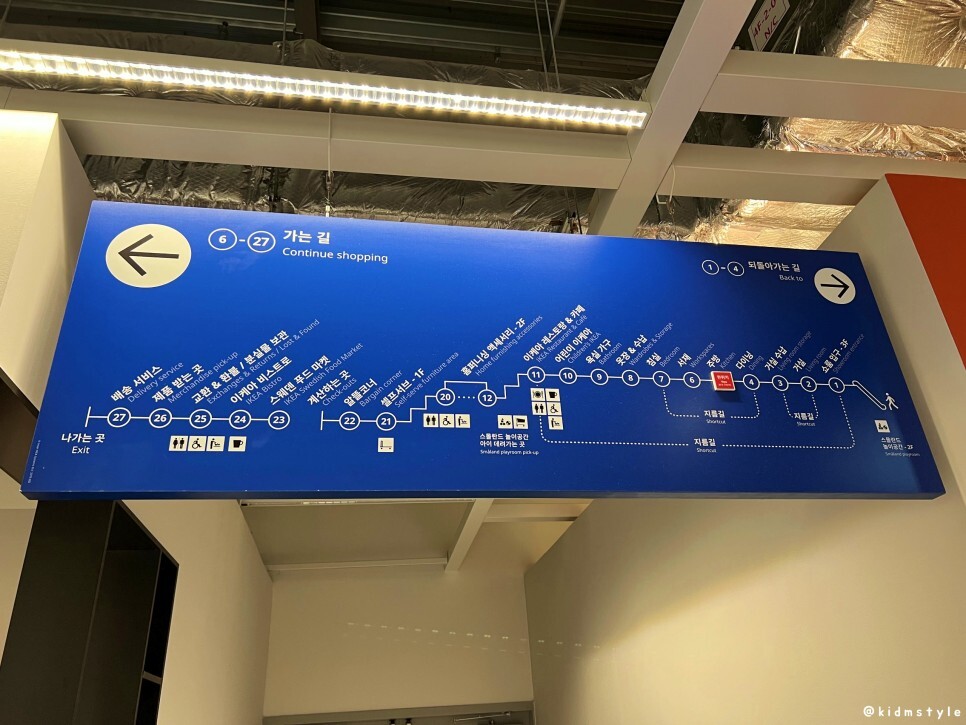 HF-2.0
N/C
6 - 27 가는 길
Continue shopping
1 - 4 되돌아가는 길
Back to
나가는 곳
Exit
27 배송 서비스
Delivery service
26 제품 받는 곳
Merchandise pick-up
25 교환 & 환불 | 분실물 보관
Exchanges & Returns / Lost & Found
24 이케아 비스트로
IKEA Bistro
23 스웨덴 푸드 마켓
IKEA Swedish Food Market
계산하는 곳
Check-outs
22 알뜰코너
Bargain corner
21 셀프서브 - 1F
Self-serve furniture area
20 12 홈퍼니싱 액세서리 - 2F
Home furnishing accessories
스몰란드 놀이공간
아이 데려가는 곳
Småland playroom pick-up
11 이케아 레스토랑 & 카페
IKEA Restaurant & Café
10 어린이 이케아
Children's IKEA
9 욕실 가구
Bathroom
8 옷장 & 수납
Wardrobes & Storage
7 침실
Bedroom
6 서재
Workspaces
주방
Kitchen
4 다이닝
Dining
3 거실 수납
Living room storage
2 거실
Living room
1 쇼룸 입구 - 3F
지름길
Shortcut
지름길
Shortcut
지름길
Shortcut
스몰란드
놀이공간 - 2F
Småland playroom
@kidmstyle